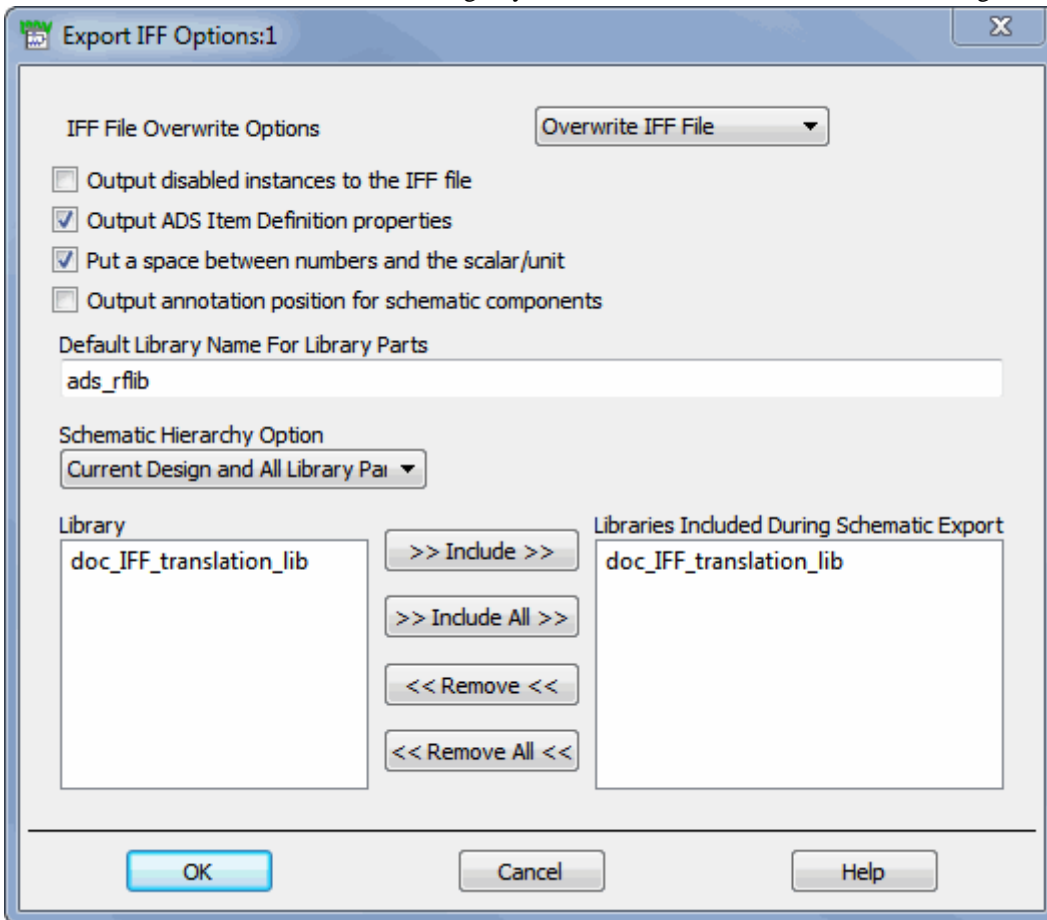 Export IFF Options:1
IFF File Overwrite Options
Overwrite IFF File
Output disabled instances to the IFF file
Output ADS Item Definition properties
Put a space between numbers and the scalar/unit
Output annotation position for schematic components
Default Library Name For Library Parts
ads_rflib
Schematic Hierarchy Option
Current Design and All Library Par
Library
doc_IFF_translation_lib
>> Include >>
>> Include All >>
<< Remove <<
<< Remove All <<
Libraries Included During Schematic Export
doc_IFF_translation_lib
OK
Cancel
Help